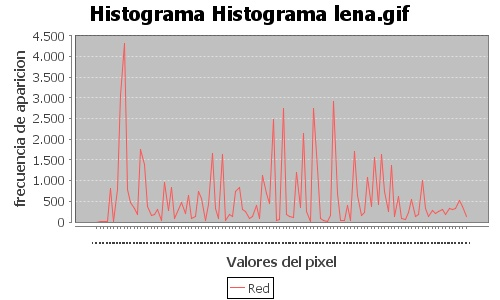 Histograma Histograma lena.gif
frecuencia de aparicion
4.500
4.000
3.500
3.000
2.500
2.000
1.500
1.000
500
0
Valores del pixel
Red